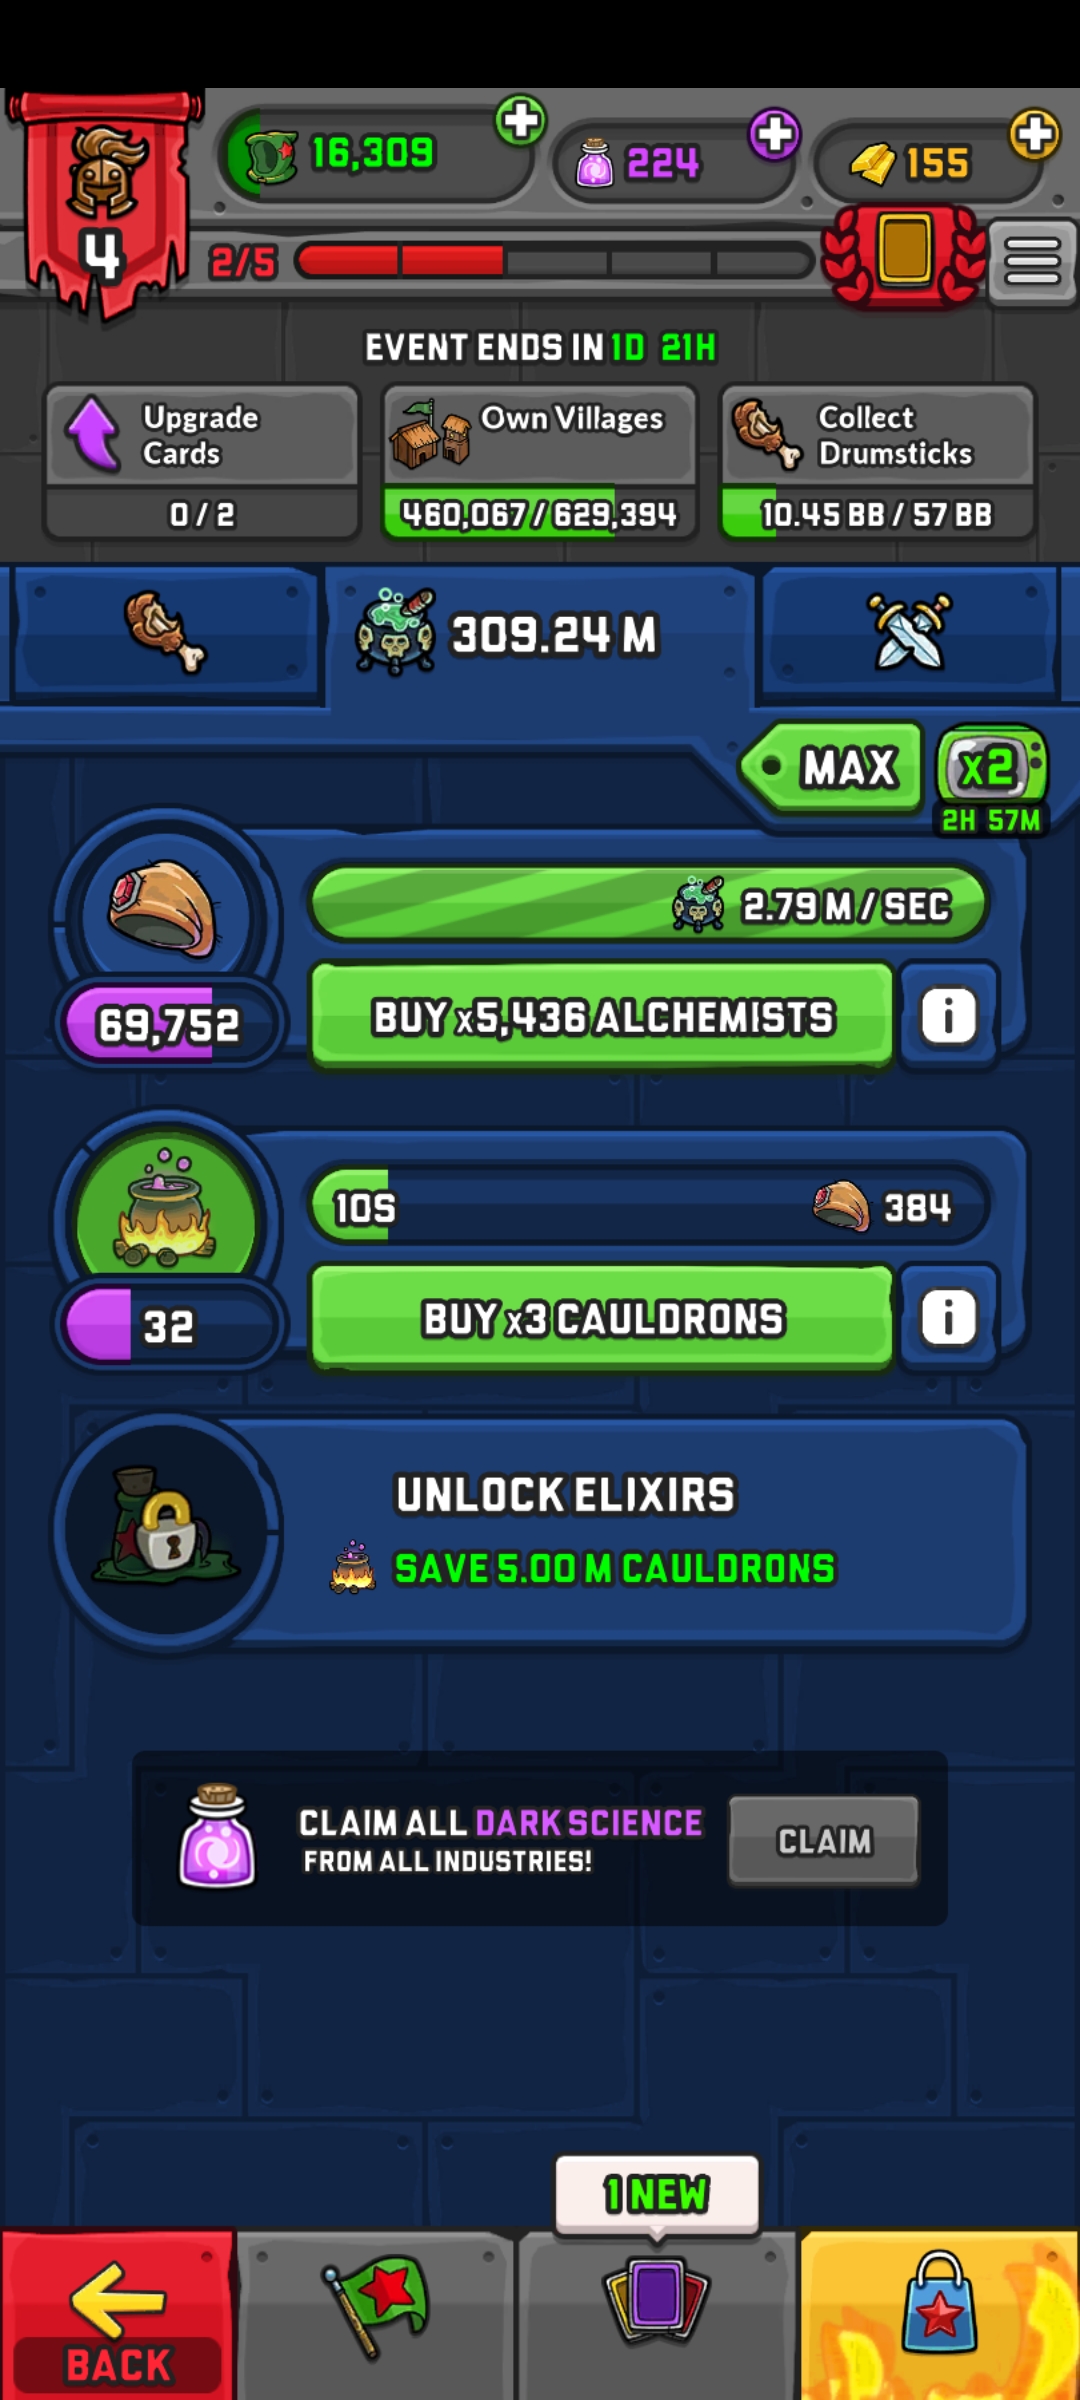 16,309
224
155
4
2/5
EVENT ENDS IN 1D 21H
Upgrade
Cards
0 / 2
Own Villages
460,067 / 629,394
Collect
Drumsticks
10.45 BB / 57 BB
309.24 M
MAX
x2
2H 57M
2.79 M / SEC
69,752
BUY x5,436 ALCHEMISTS
i
10S
384
32
BUY x3 CAULDRONS
i
UNLOCK ELIXIRS
SAVE 5.00 M CAULDRONS
CLAIM ALL DARK SCIENCE
FROM ALL INDUSTRIES!
CLAIM
1 NEW
BACK